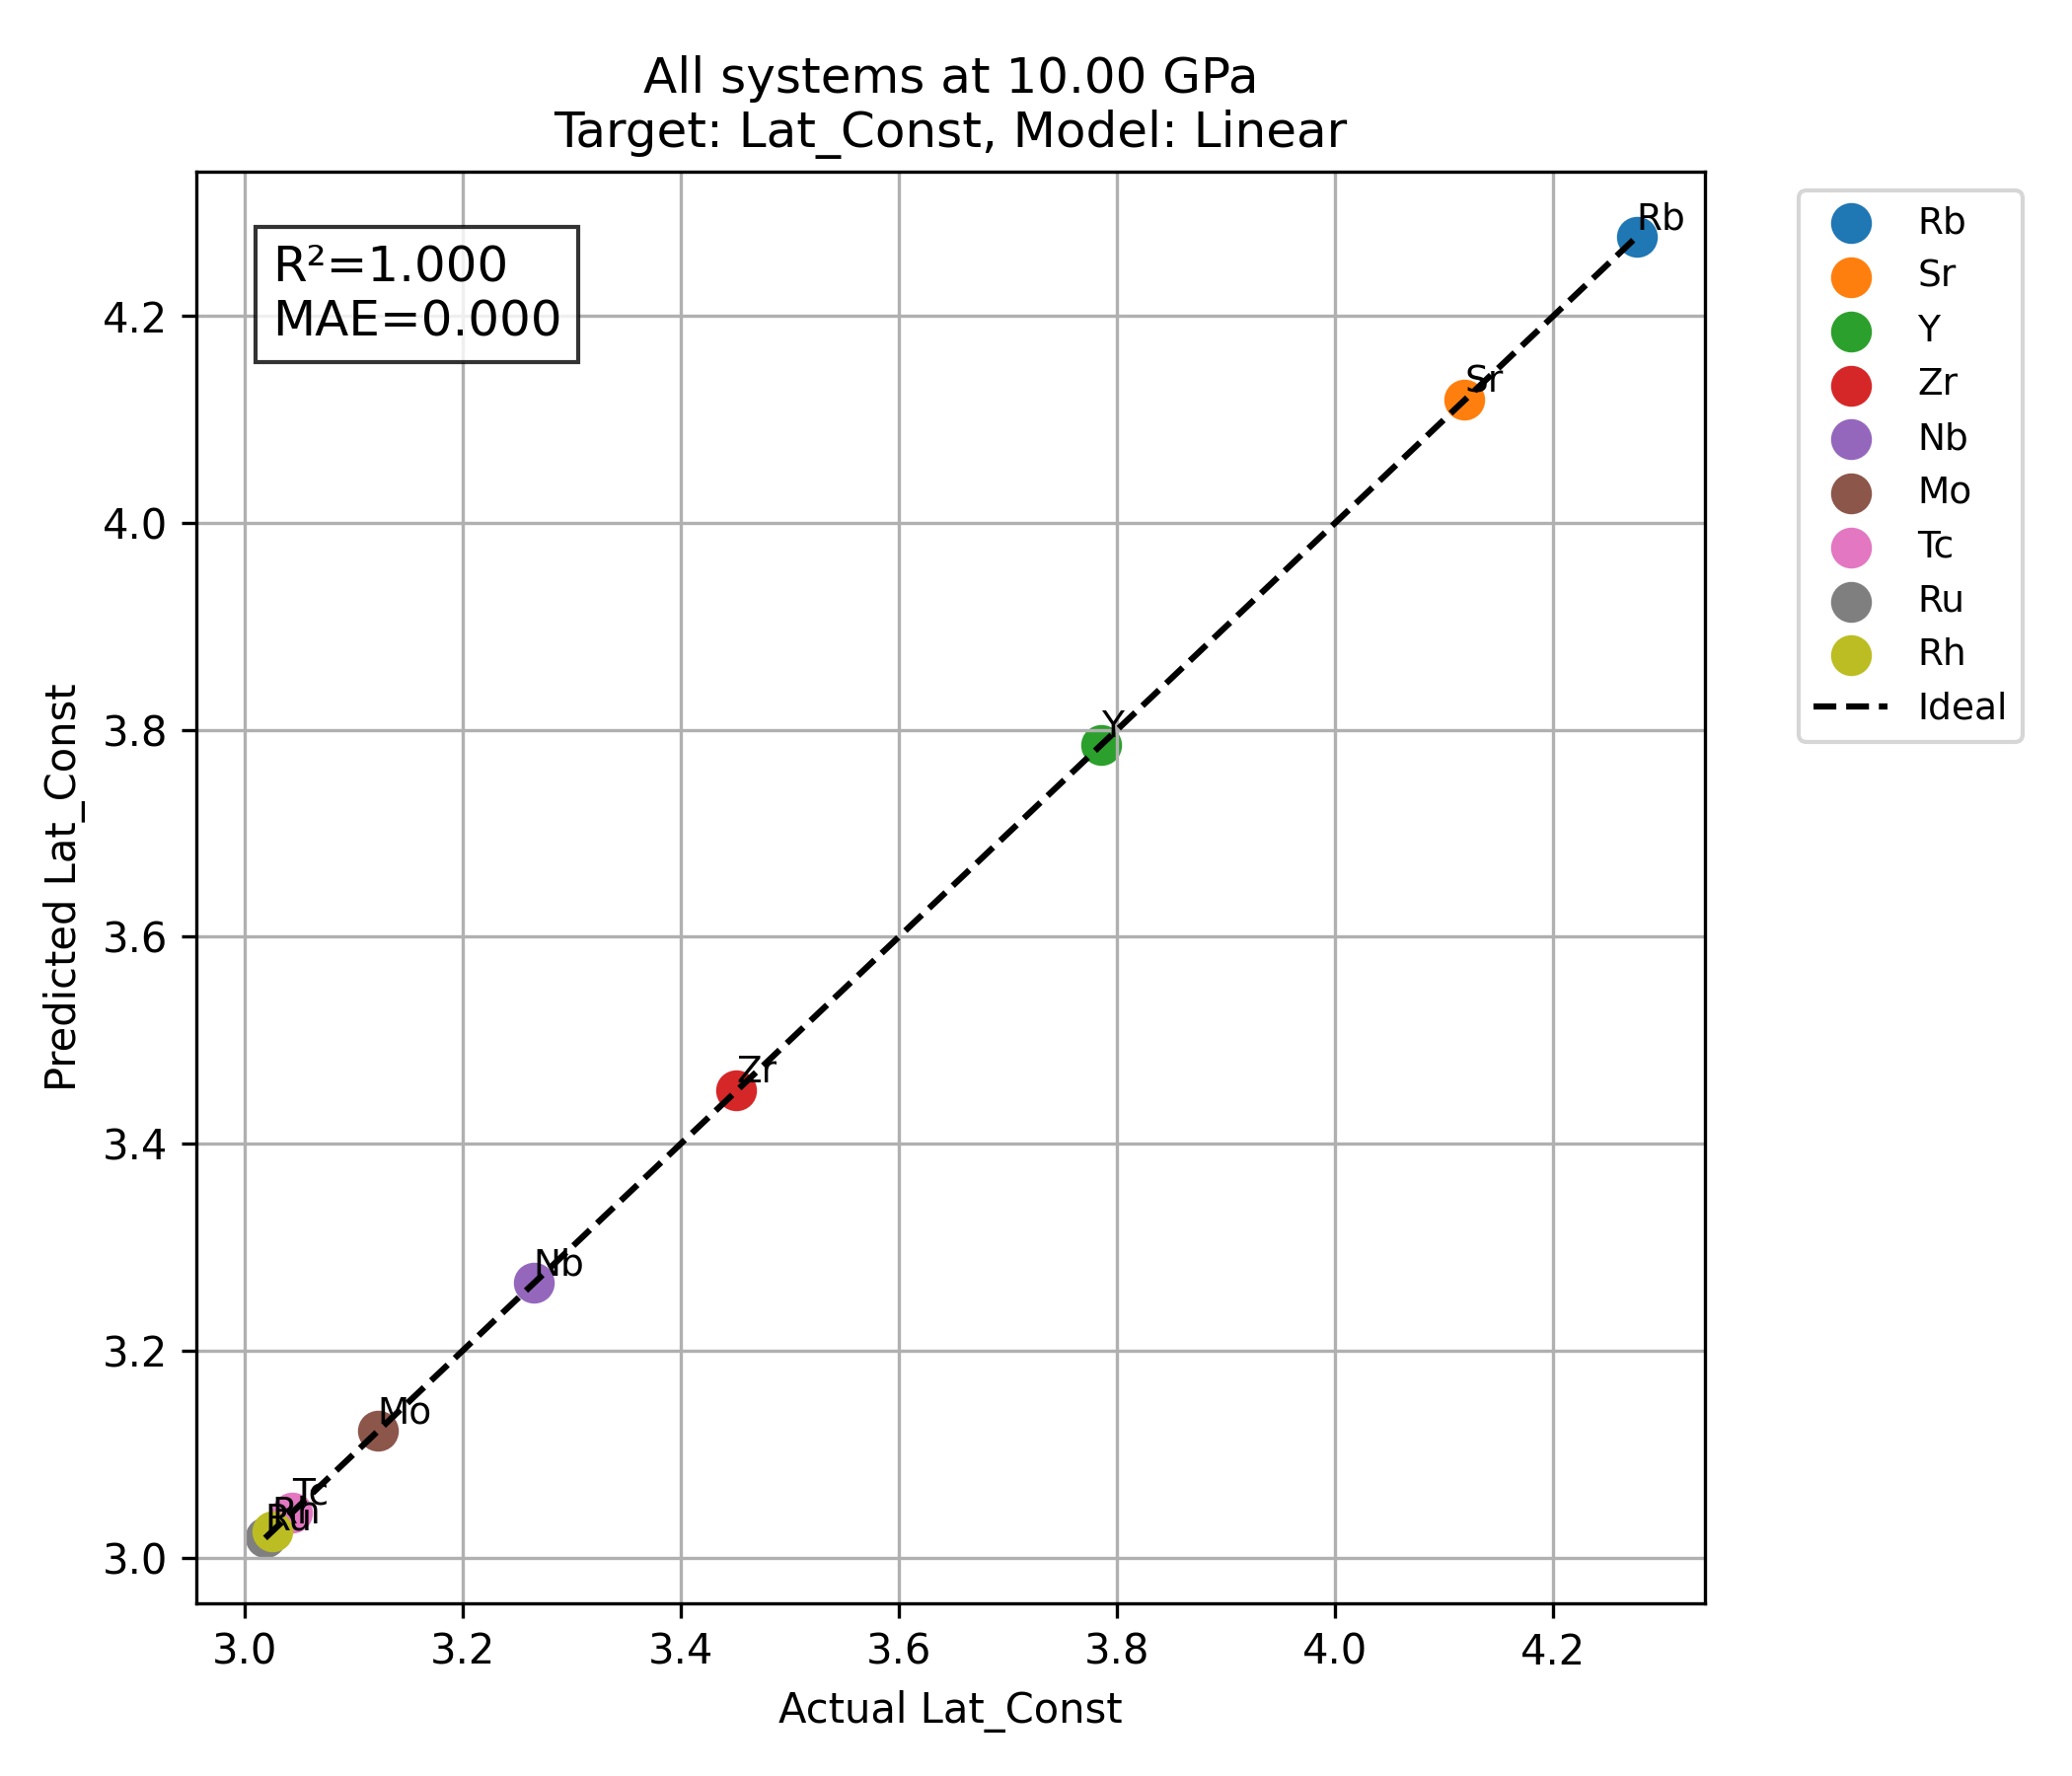 All systems at 10.00 GPa
Target: Lat_Const, Model: Linear
R²=1.000
MAE=0.000
Rb
Sr
Y
Zr
Nb
Mo
Tc
Rh
Ru
Rb
Sr
Y
Zr
Nb
Mo
Tc
Ru
Rh
Ideal
Predicted Lat_Const
4.2
4.0
3.8
3.6
3.4
3.2
3.0
3.0 3.2 3.4 3.6 3.8 4.0 4.2
Actual Lat_Const